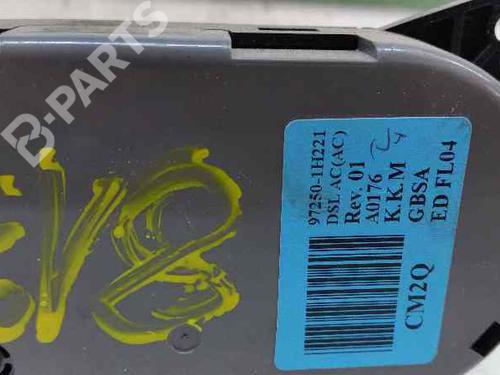 B-PARTS
97250-1H221
DSL AC(AC)
Rev. 01
A0176
K.K.M
GBSA
ED FL04
CM2Q